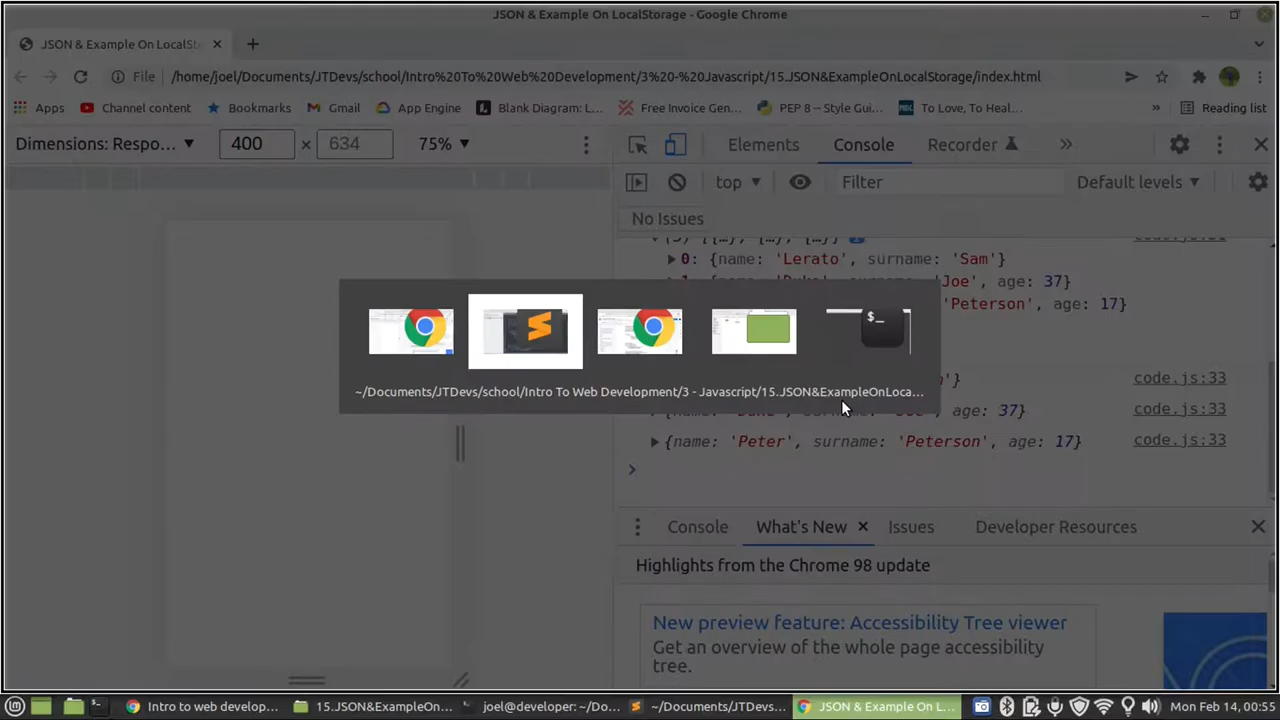 JSON & Example On LocalStorage - Google Chrome
JSON & Example On LocalSt
File /home/joel/Documents/JTDevs/school/Intro%20To%20Web%20Development/3%20-%20Javascript/15.JSON&ExampleOnLocalStorage/index.html
Apps Channel content Bookmarks Gmail App Engine Blank Diagram: L... Free Invoice Gen... PEP 8 -- Style Gui... To Love, To Heal... » Reading list
Dimensions: Respo... ▼ 400 × 634 75% ▼
Elements Console Recorder »
top ▼ Filter Default levels ▼
No Issues
0: {name: 'Lerato', surname: 'Sam'}
'Joe', age: 37}
'Peterson', age: 17}
$_
~/Documents/JTDevs/school/Intro To Web Development/3 - Javascript/15.JSON&ExampleOnLoca...
code.js:33
age: 37} code.js:33
{name: 'Peter', surname: 'Peterson', age: 17} code.js:33
Console What's New × Issues Developer Resources
Highlights from the Chrome 98 update
New preview feature: Accessibility Tree viewer
Get an overview of the whole page accessibility
tree.
Intro to web develop... 15.JSON&ExampleOn... joel@developer: ~/Do... ~/Documents/JTDevs... JSON & Example On L... Mon Feb 14, 00:55